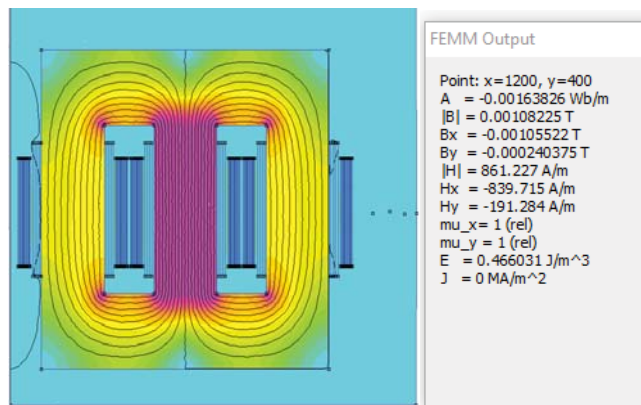 FEMM Output
Point: x=1200, y=400
A = -0.00163826 Wb/m
|B| = 0.00108225 T
Bx = -0.00105522 T
By = -0.000240375 T
|H| = 861.227 A/m
Hx = -839.715 A/m
Hy = -191.284 A/m
mu_x= 1 (rel)
mu_y = 1 (rel)
E = 0.466031 J/m^3
J = 0 MA/m^2